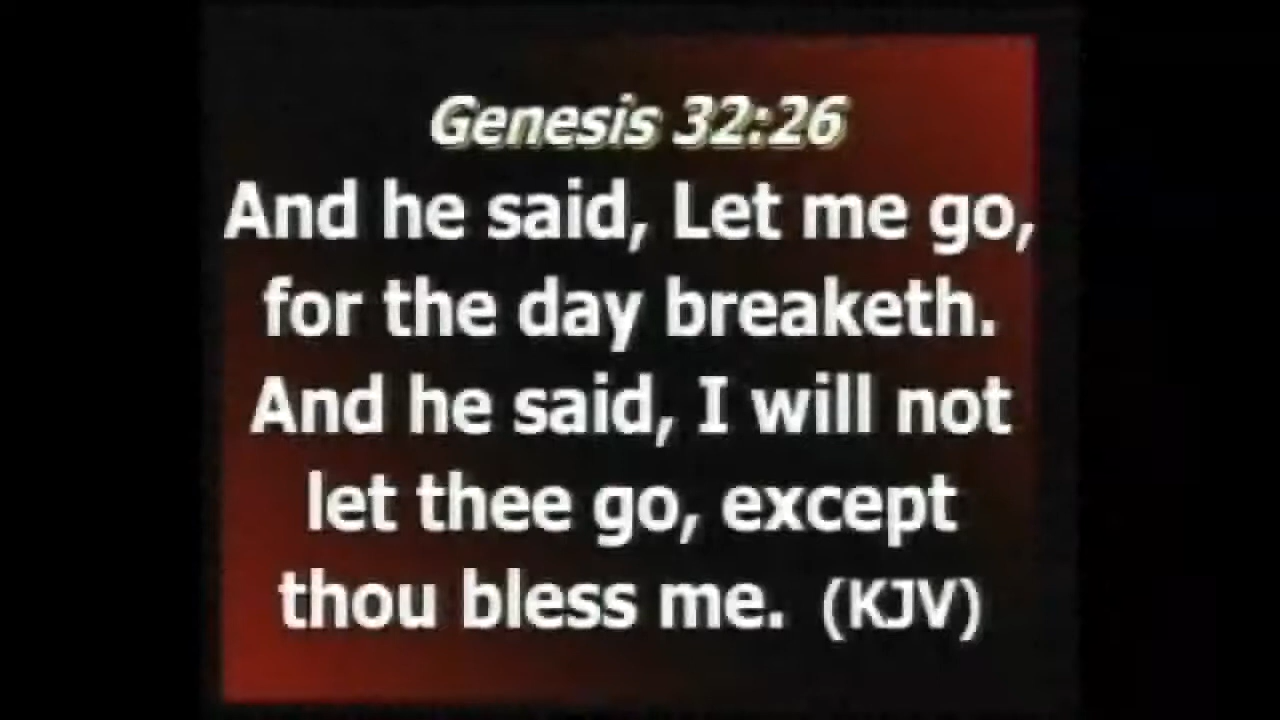 Genesis 32:26
And he said, Let me go,
for the day breaketh.
And he said, I will not
let thee go, except
thou bless me. (KJV)